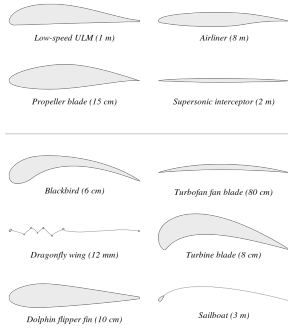 Low-speed ULM (1 m)
Airliner (8 m)
Propeller blade (15 cm)
Supersonic interceptor (2 m)
Blackbird (6 cm)
Turbofan fan blade (80 cm)
Dragonfly wing (12 mm)
Turbine blade (8 cm)
Dolphin flipper fin (10 cm)
Sailboat (3 m)